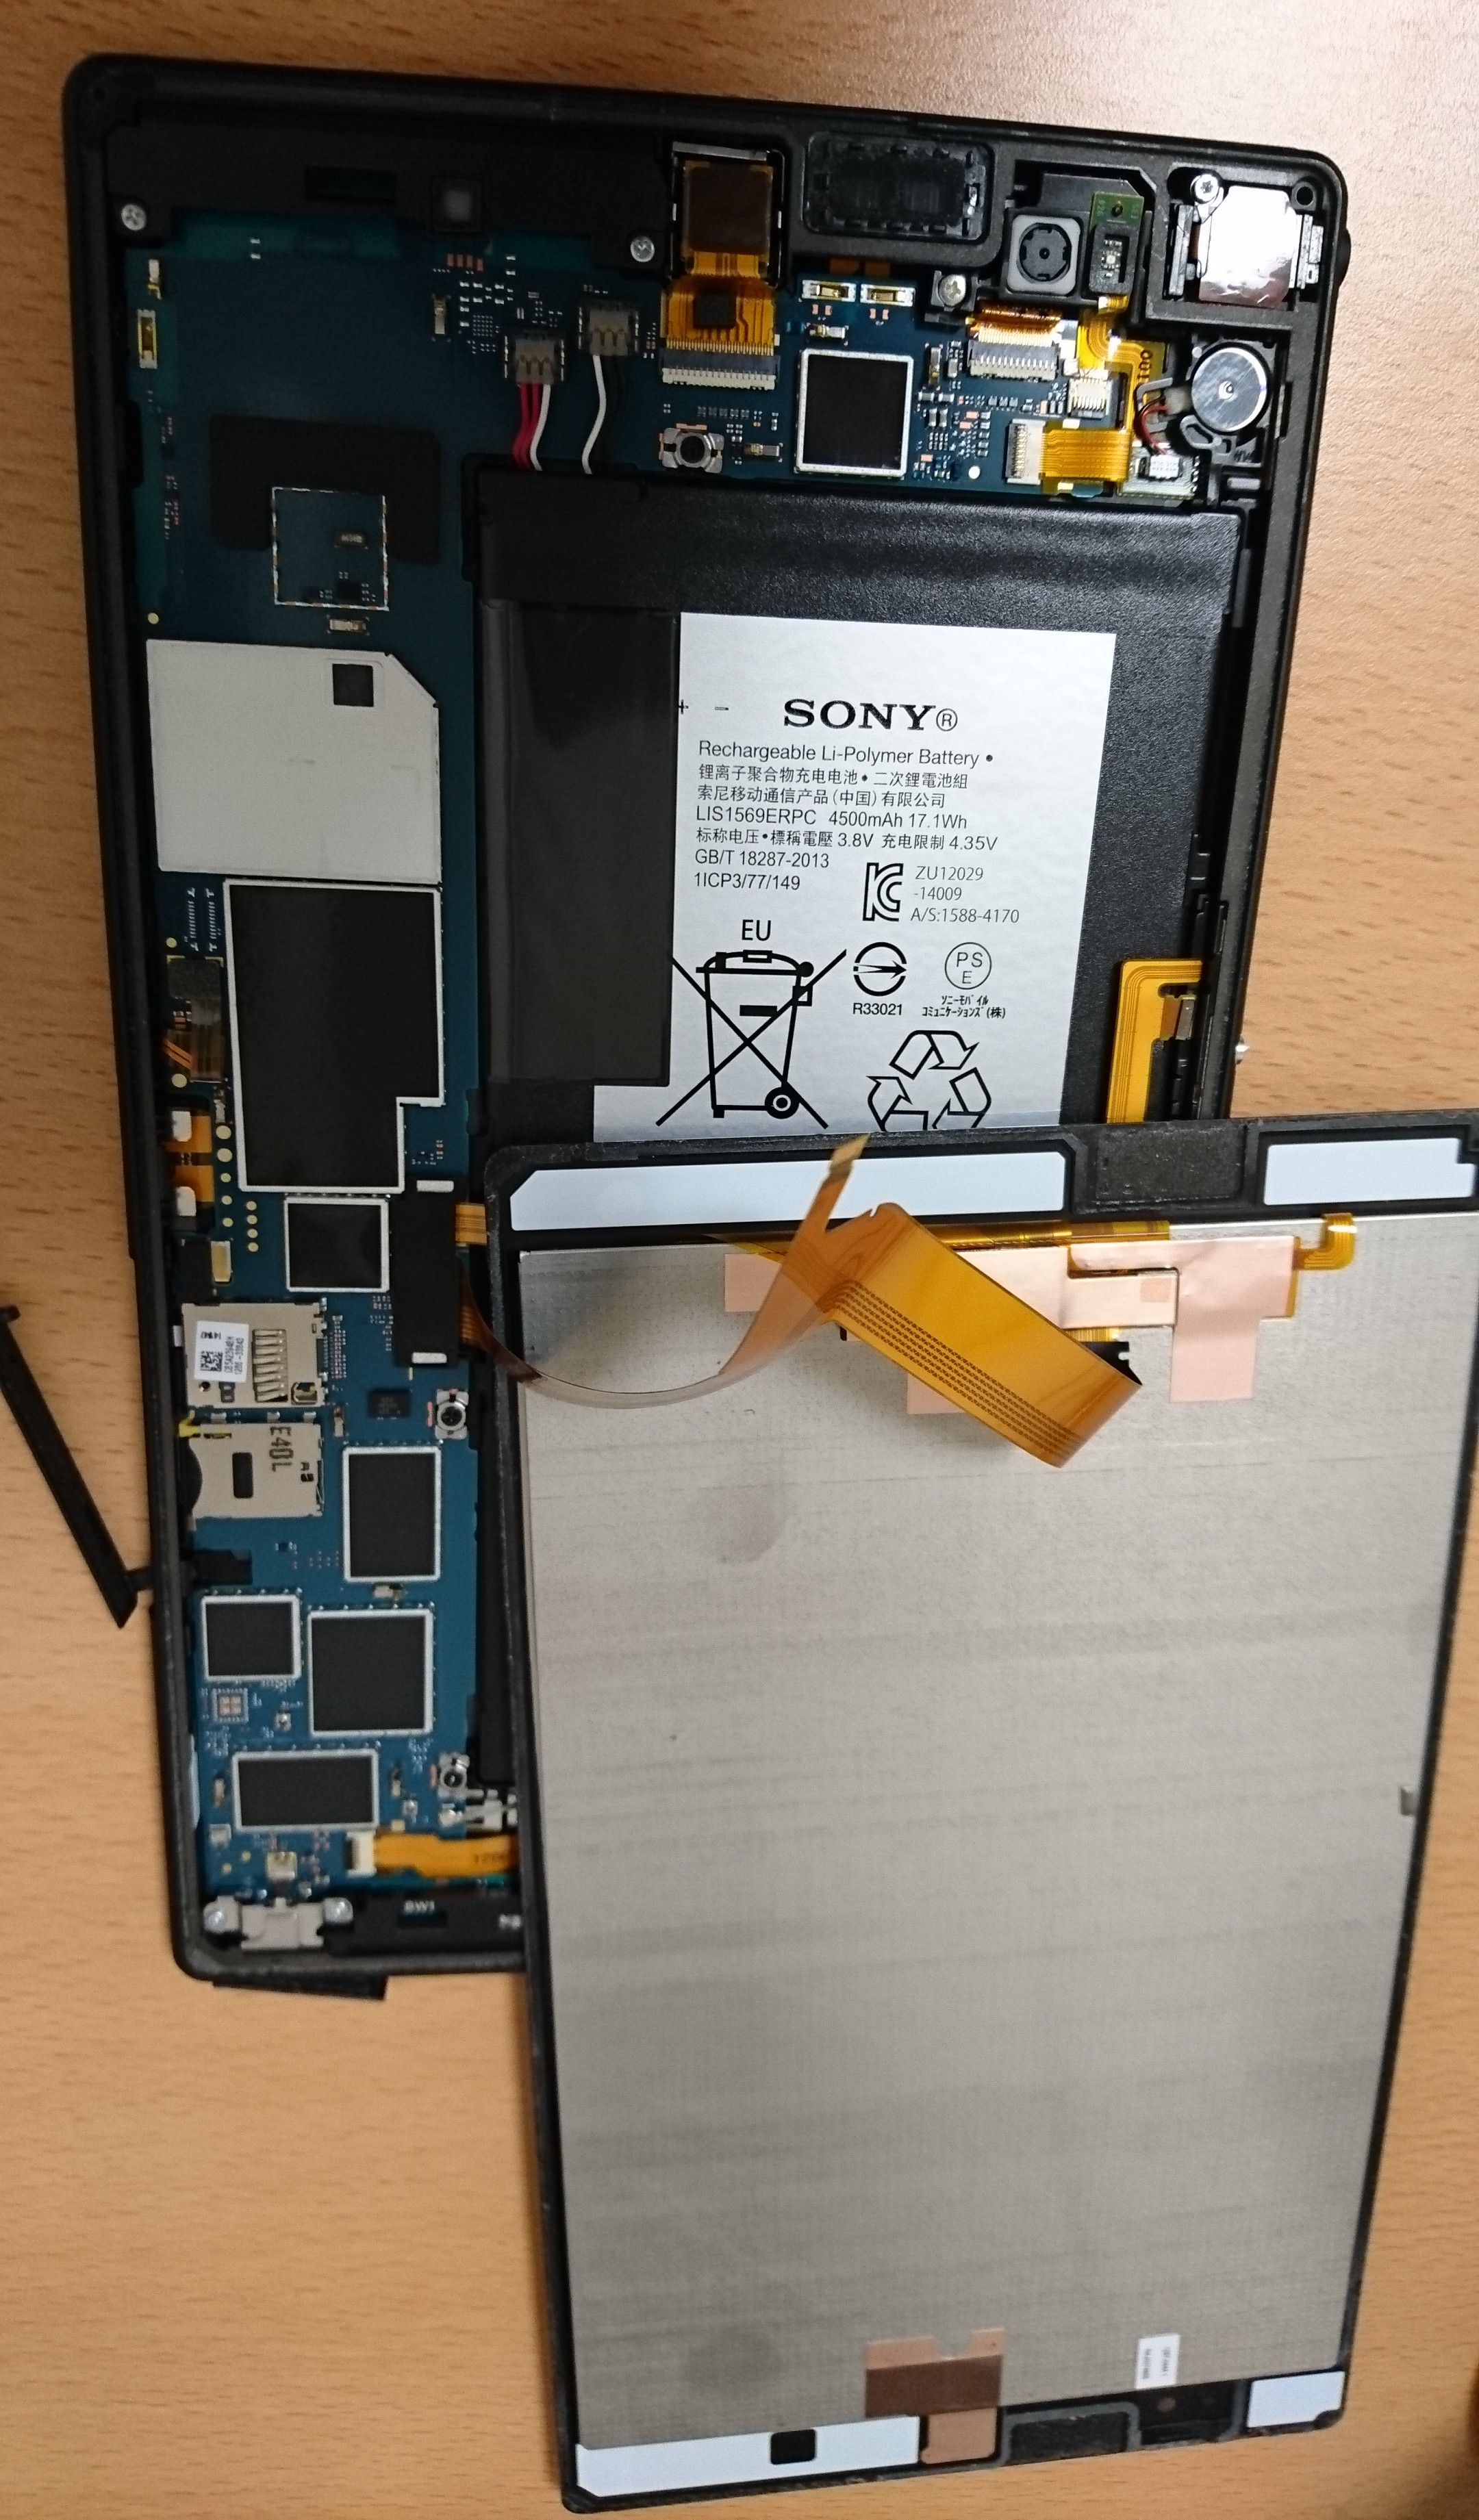 SONY®
+ -
Rechargeable Li-Polymer Battery •
鋰离子聚合物充电电池 • 二次鋰電池組
索尼移动通信产品(中国)有限公司
LIS1569ERPC 4500mAh 17.1Wh
标称电压 • 標稱電壓 3.8V 充电限制 4.35V
GB/T 18287-2013
1ICP3/77/149
ZU12029
-14009
A/S:1588-4170
EU
PS
E
R33021
ソニーモバイル
コミュニケーションズ(株)
E40L